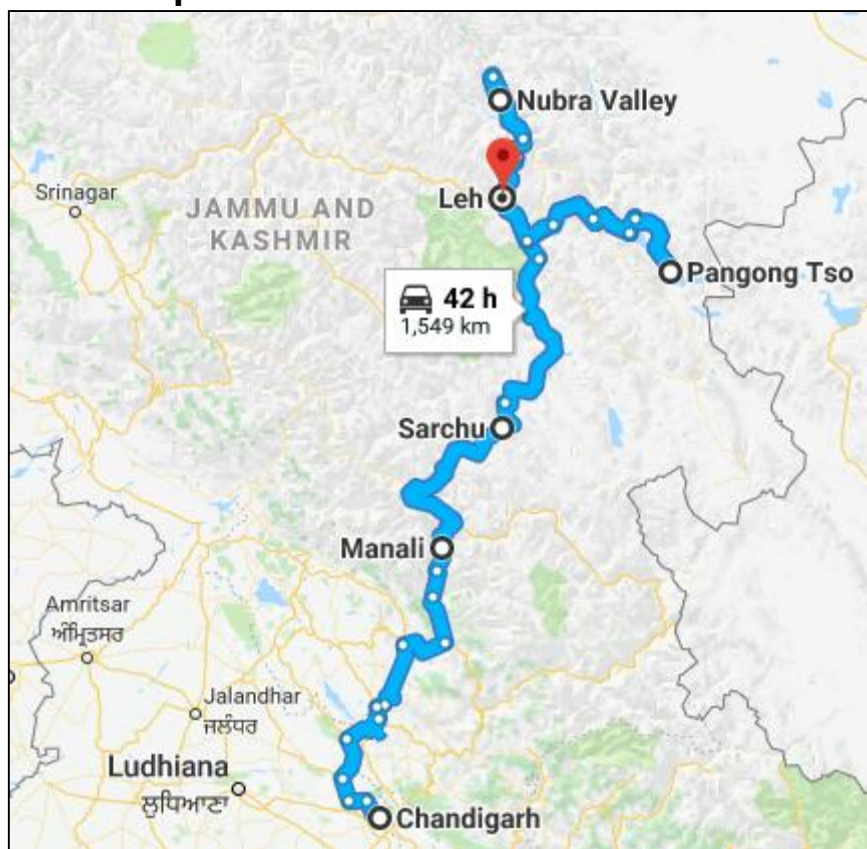 Nubra Valley
Leh
Srinagar
JAMMU AND
KASHMIR
Pangong Tso
42 h
1,549 km
Sarchu
Manali
Amritsar
ਅੰਮ੍ਰਿਤਸਰ
Jalandhar
ਜਲੰਧਰ
Ludhiana
ਲੁਧਿਆਣਾ
Chandigarh